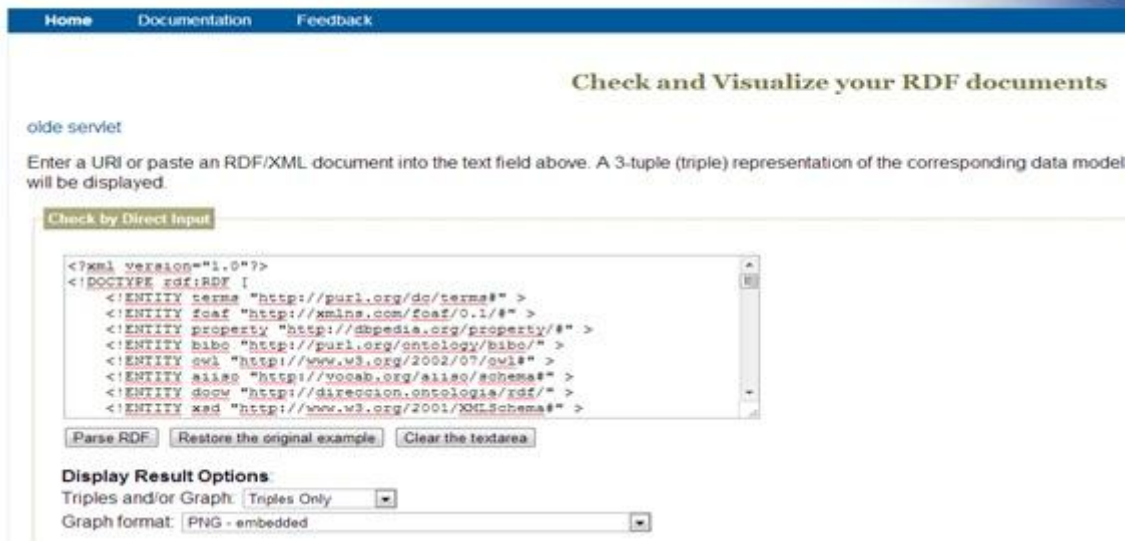 Home Documentation Feedback
Check and Visualize your RDF documents
olde servlet
Enter a URI or paste an RDF/XML document into the text field above. A 3-tuple (triple) representation of the corresponding data model
will be displayed.
Check by Direct Input
<?xml version="1.0"?>
<!DOCTYPE rdf:RDF [
<!ENTITY terms "http://purl.org/dc/terms#" >
<!ENTITY foaf "http://xmlns.com/foaf/0.1/#" >
<!ENTITY property "http://dbpedia.org/property/#" >
<!ENTITY bibo "http://purl.org/ontology/bibo/" >
<!ENTITY owl "http://www.w3.org/2002/07/owl#" >
<!ENTITY aiiso "http://vocab.org/aiiso/schema#" >
<!ENTITY docw "http://direccion.ontologia/rdf/" >
<!ENTITY xsd "http://www.w3.org/2001/XMLSchema#" >
Parse RDF Restore the original example Clear the textarea
Display Result Options:
Triples and/or Graph: Triples Only
Graph format: PNG - embedded